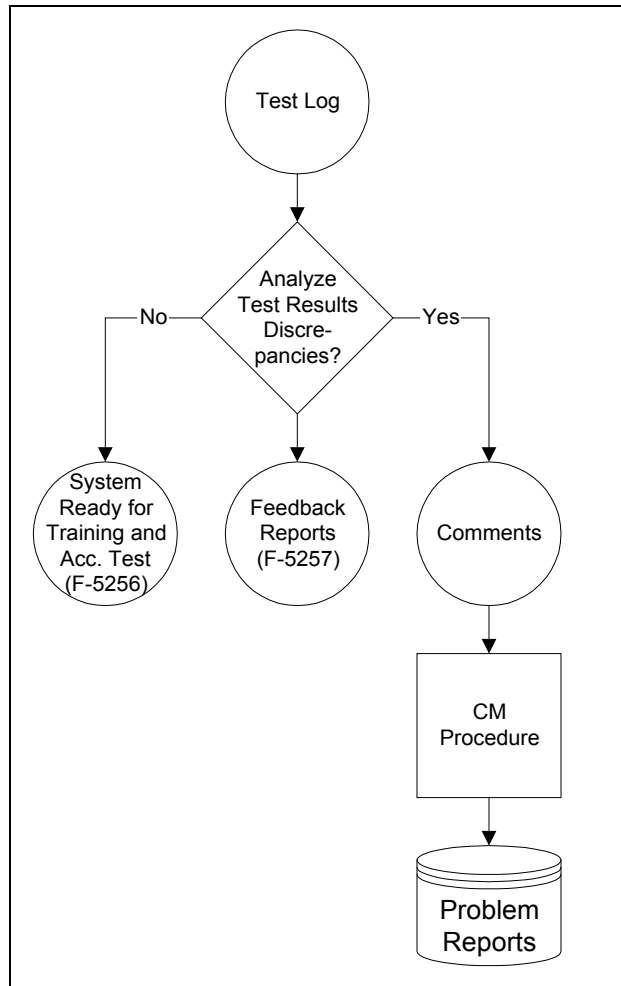 Test Log
Analyze
Test Results
Discre-
pancies?
No
Yes
System
Ready for
Training and
Acc. Test
(F-5256)
Feedback
Reports
(F-5257)
Comments
CM
Procedure
Problem
Reports